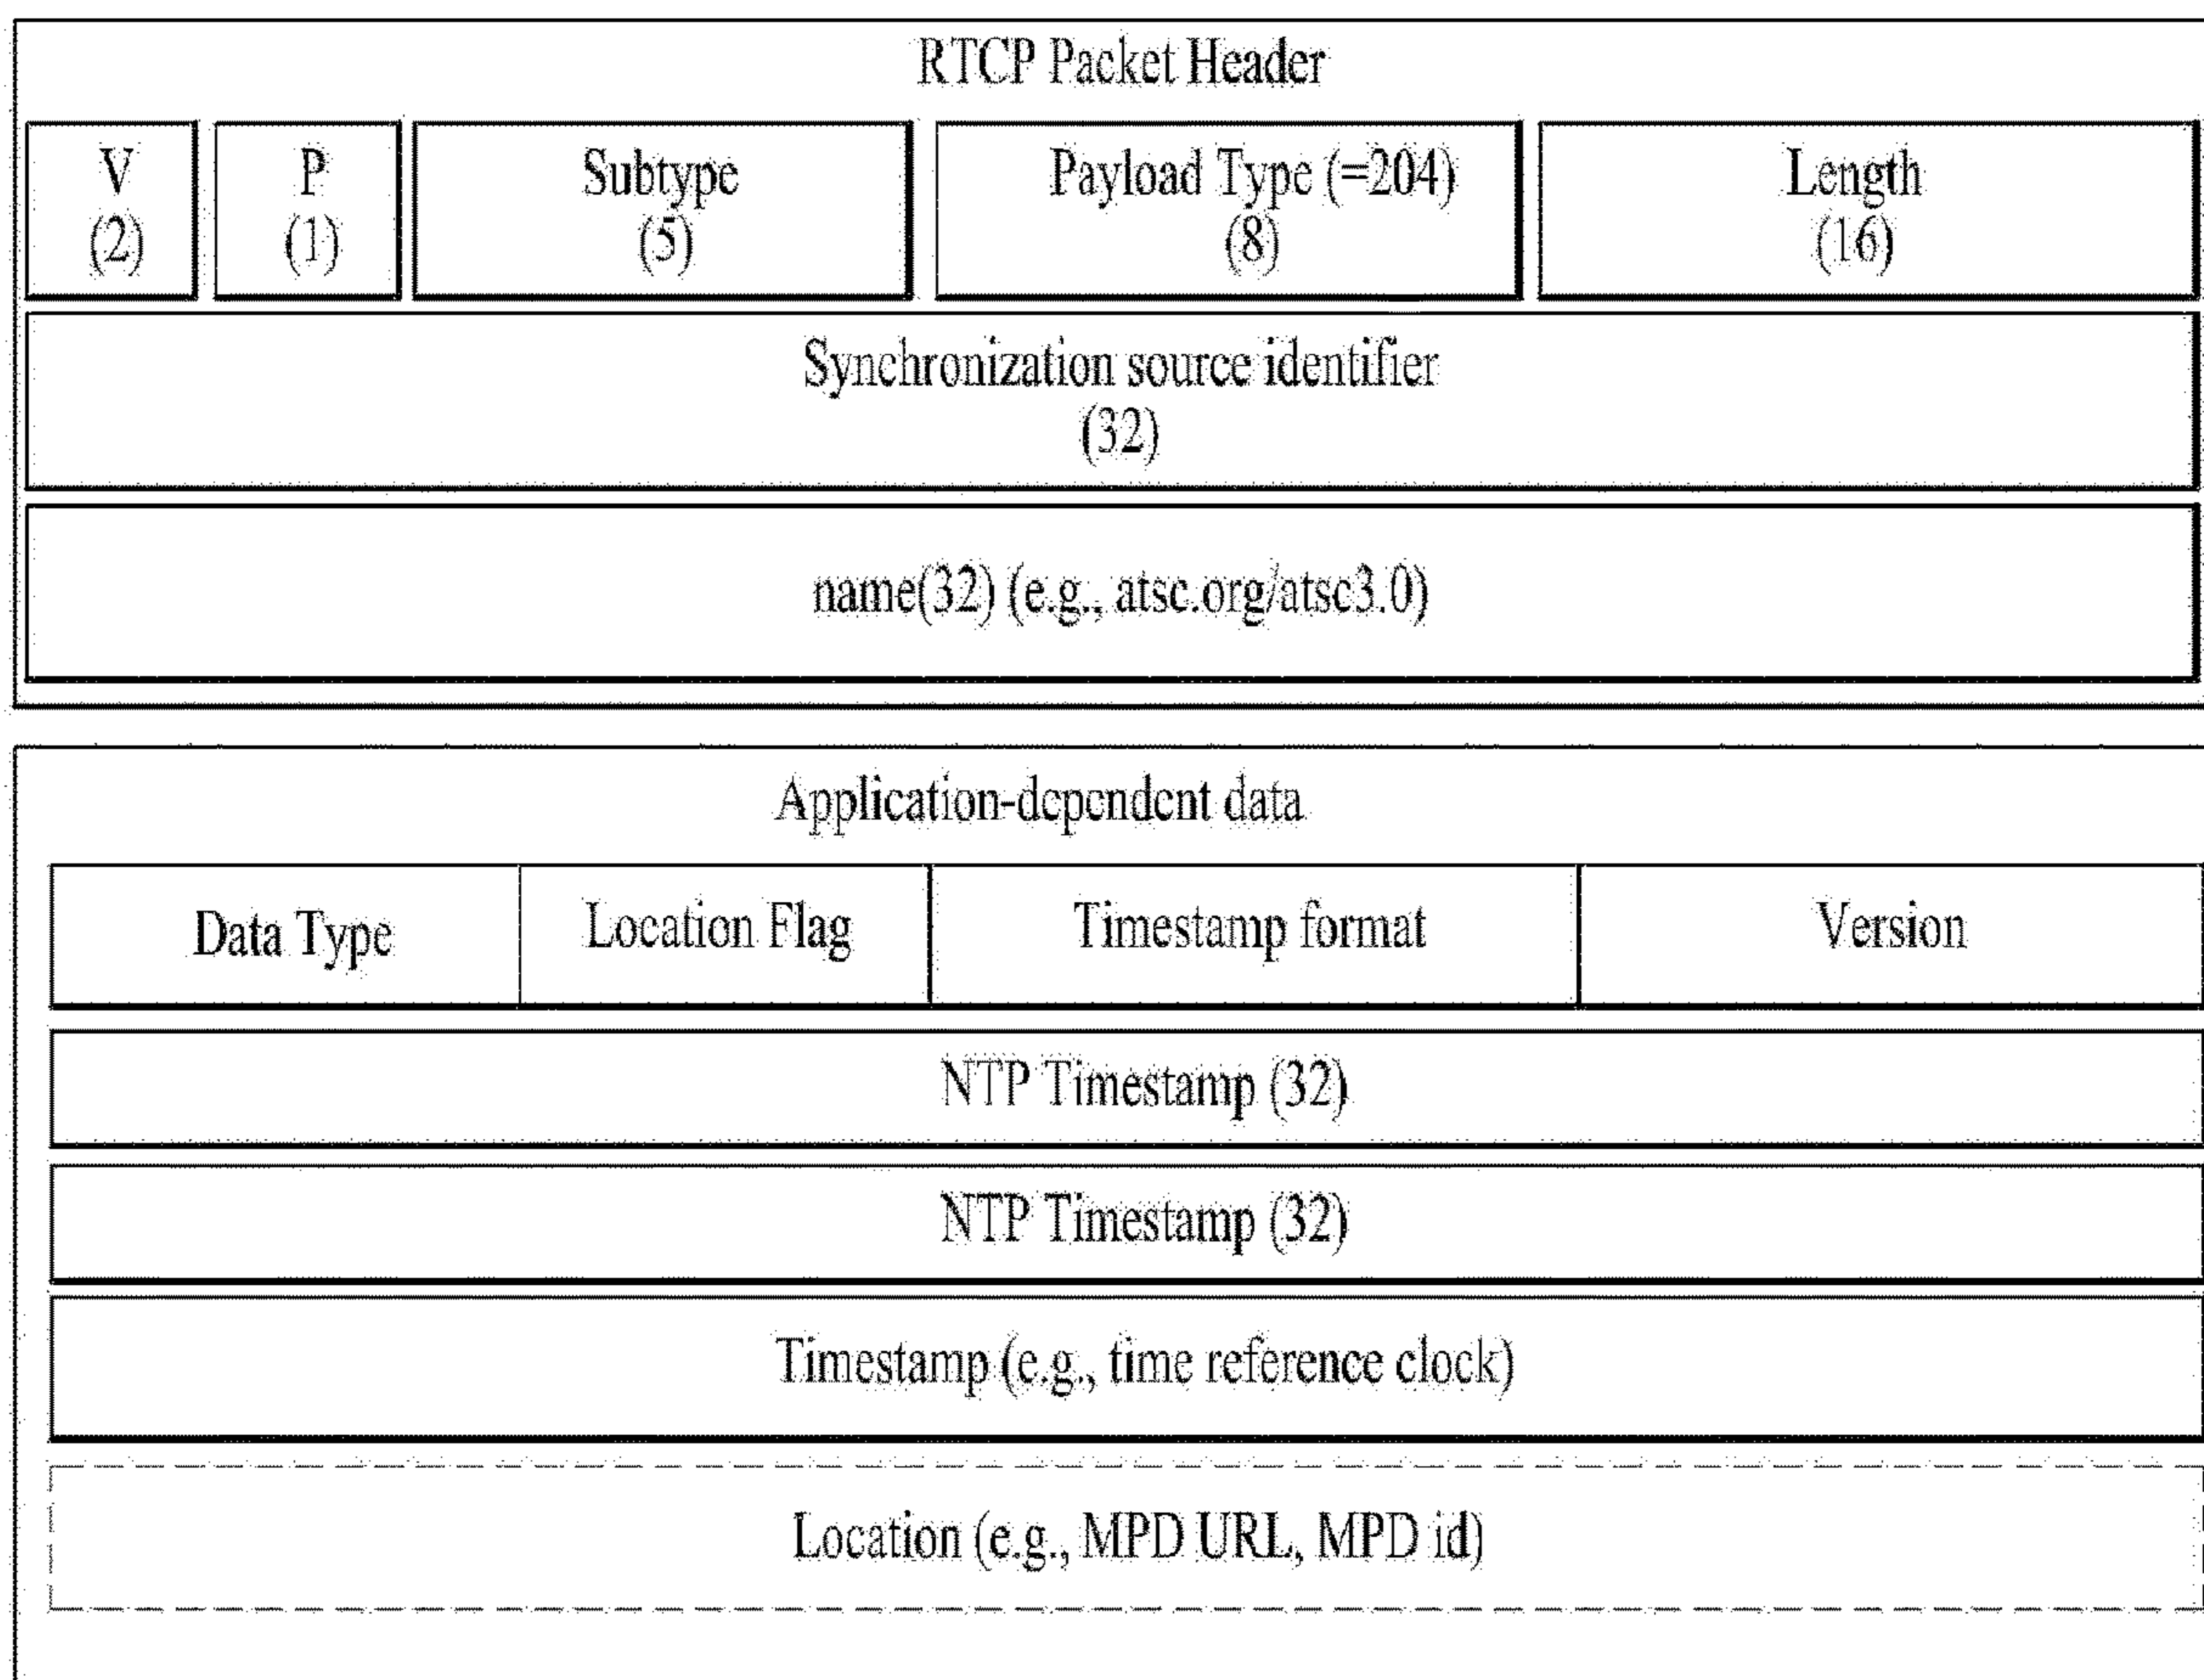 RTCP Packet Header
V P Subtype Payload Type (=204) Length
(2) (1) (5) (8) (16)
Synchronization source identifier
(32)
name(32) (e.g., atsc.org/atsc3.0)
Application-dependent data
Data Type Location Flag Timestamp format Version
NTP Timestamp (32)
NTP Timestamp (32)
Timestamp (e.g., time reference clock)
Location (e.g., MPD URL, MPD id)